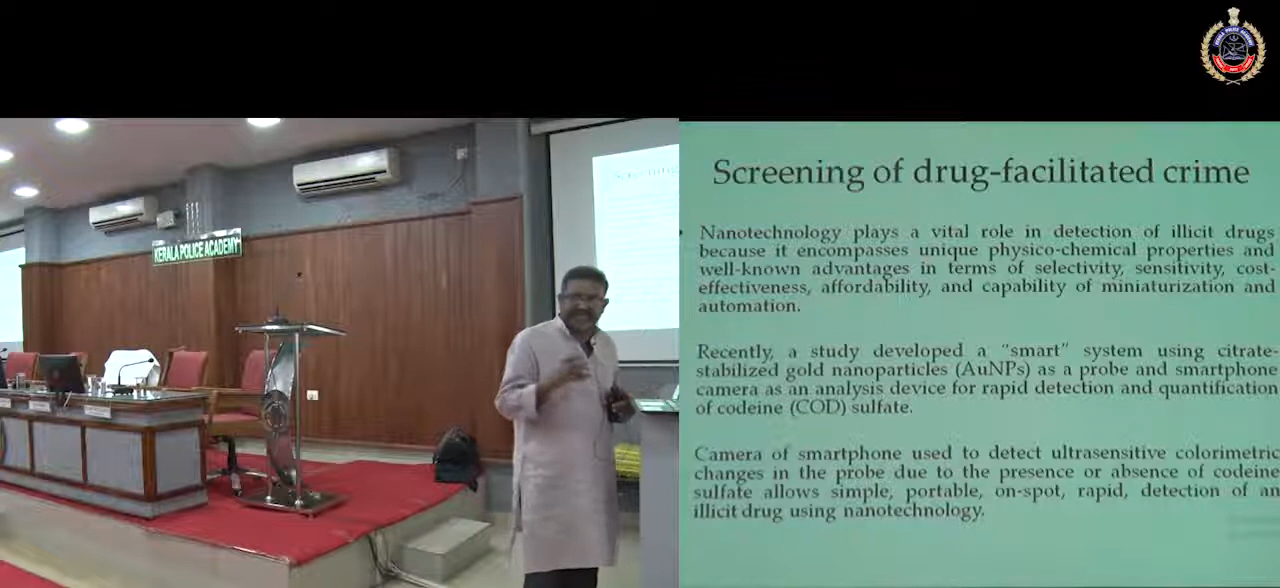 KERALA POLICE ACADEMY
Screening of drug-facilitated crime
Nanotechnology plays a vital role in detection of illicit drugs
because it encompasses unique physico-chemical properties and
well-known advantages in terms of selectivity, sensitivity, cost-
effectiveness, affordability, and capability of miniaturization and
automation.
Recently, a study developed a “smart” system using citrate-
stabilized gold nanoparticles (AuNPs) as a probe and smartphone
camera as an analysis device for rapid detection and quantification
of codeine (COD) sulfate.
Camera of smartphone used to detect ultrasensitive colorimetric
changes in the probe due to the presence or absence of codeine
sulfate allows simple, portable, on-spot, rapid, detection of an
illicit drug using nanotechnology.